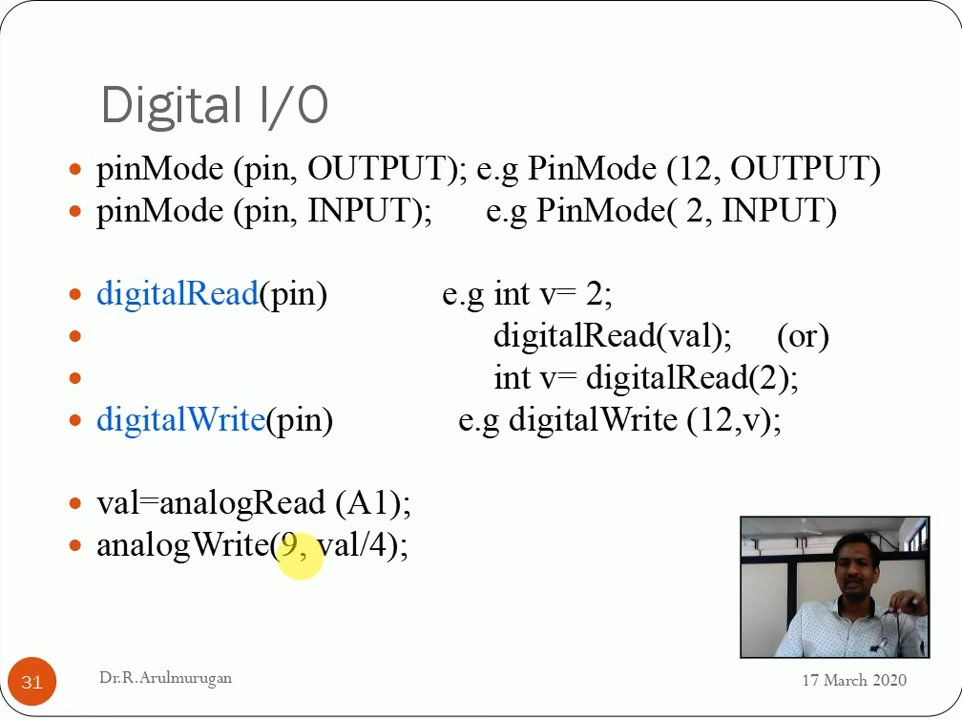 Digital I/O
pinMode (pin, OUTPUT); e.g PinMode (12, OUTPUT)
pinMode (pin, INPUT); e.g PinMode( 2, INPUT)
digitalRead(pin) e.g int v= 2;
digitalRead(val); (or)
int v= digitalRead(2);
digitalWrite(pin) e.g digitalWrite (12,v);
val=analogRead (A1);
analogWrite(9, val/4);
31 Dr.R.Arulmurugan 17 March 2020